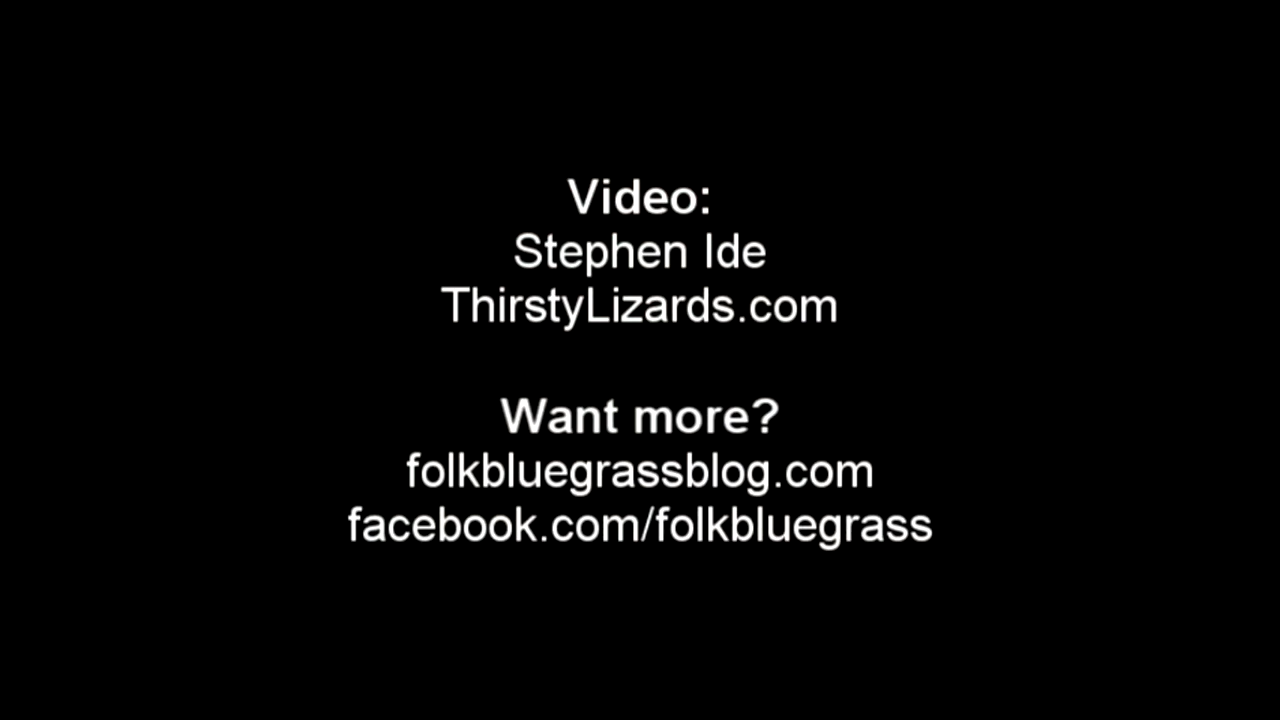 Video:
Stephen Ide
ThirstyLizards.com
Want more?
folkbluegrassblog.com
facebook.com/folkbluegrass